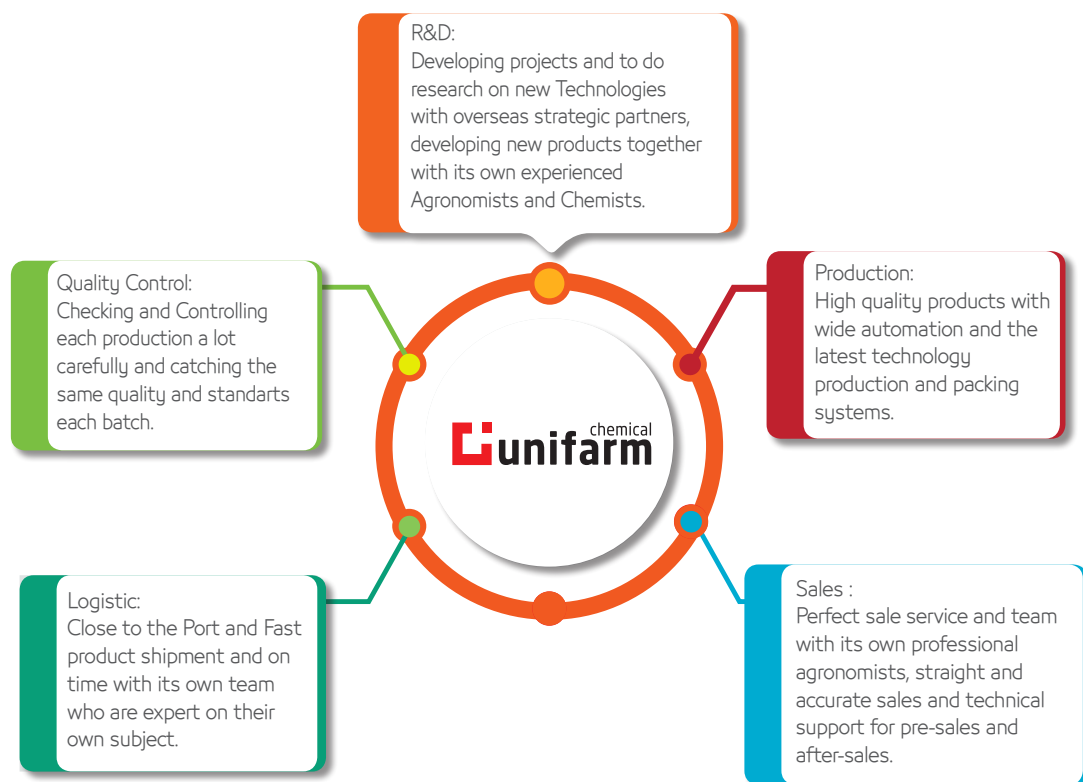 R&D:
Developing projects and to do
research on new Technologies
with overseas strategic partners,
developing new products together
with its own experienced
Agronomists and Chemists.
Quality Control:
Checking and Controlling
each production a lot
carefully and catching the
same quality and standarts
each batch.
Production:
High quality products with
wide automation and the
latest technology
production and packing
systems.
chemical
unifarm
Logistic:
Close to the Port and Fast
product shipment and on
time with its own team
who are expert on their
own subject.
Sales :
Perfect sale service and team
with its own professional
agronomists, straight and
accurate sales and technical
support for pre-sales and
after-sales.